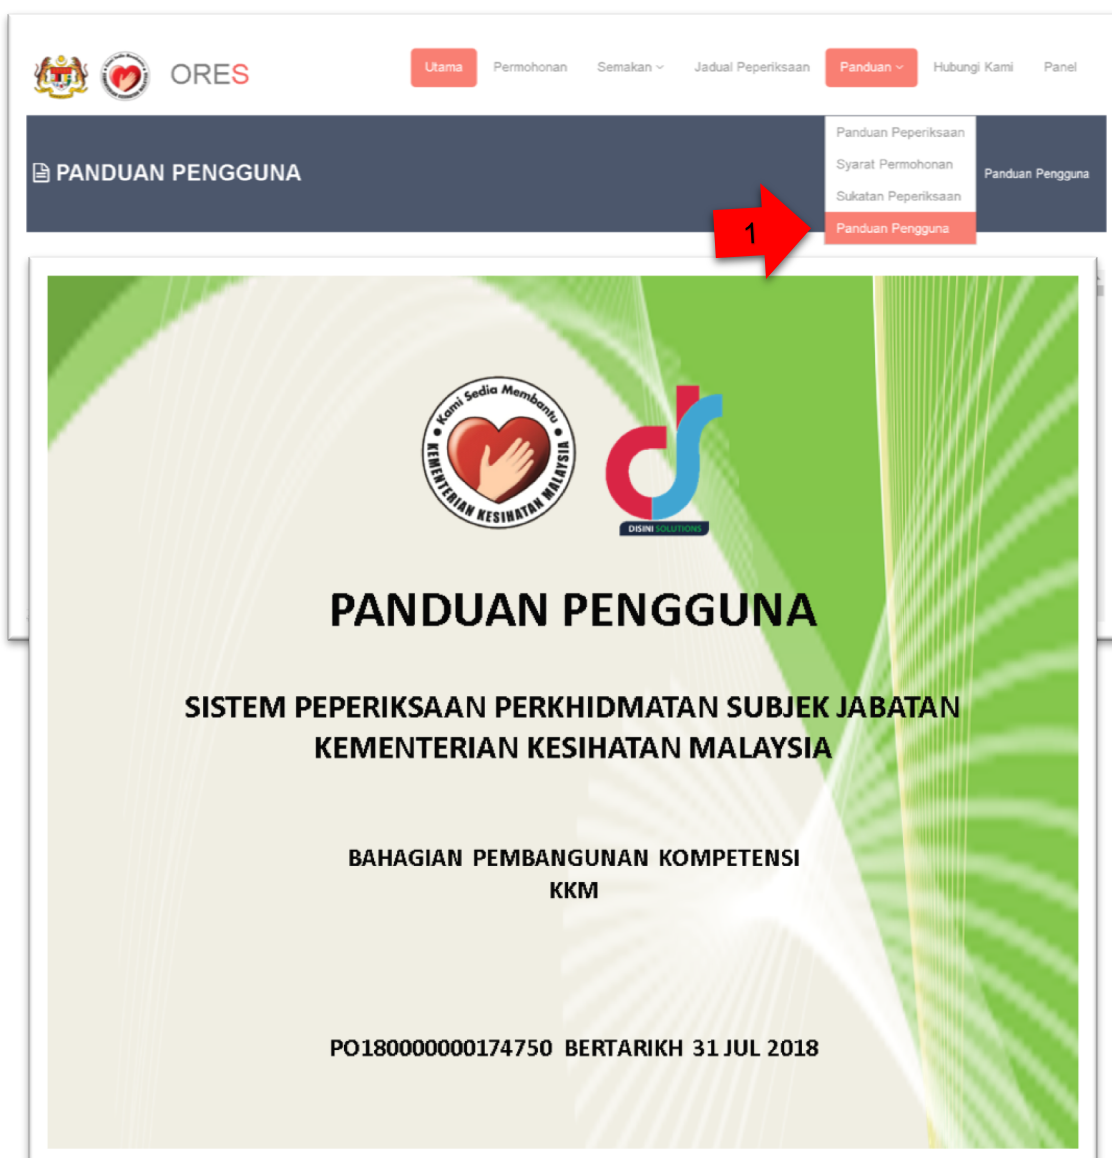 ORES
Utama
Permohonan
Semakan
Jadual Peperiksaan
Panduan
Hubungi Kami
Panel
Panduan Peperiksaan
Syarat Permohonan
Sukatan Peperiksaan
Panduan Pengguna
PANDUAN PENGGUNA
Panduan Pengguna
1
Kami Sedia Membantu
KEMENTERIAN KESIHATAN MALAYSIA
DISINI SOLUTIONS
PANDUAN PENGGUNA
SISTEM PEPERIKSAAN PERKHIDMATAN SUBJEK JABATAN
KEMENTERIAN KESIHATAN MALAYSIA
BAHAGIAN PEMBANGUNAN KOMPETENSI
KKM
PO180000000174750 BERTARIKH 31 JUL 2018